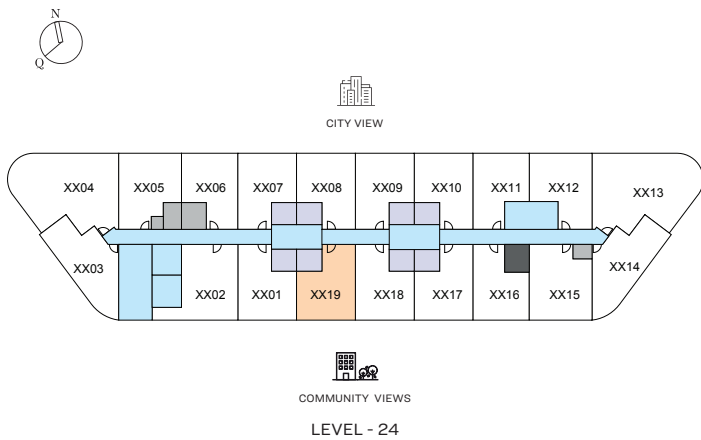 N
Q
CITY VIEW
XX04 XX05 XX06 XX07 XX08 XX09 XX10 XX11 XX12 XX13
XX03 XX02 XX01 XX19 XX18 XX17 XX16 XX15 XX14
COMMUNITY VIEWS
LEVEL - 24